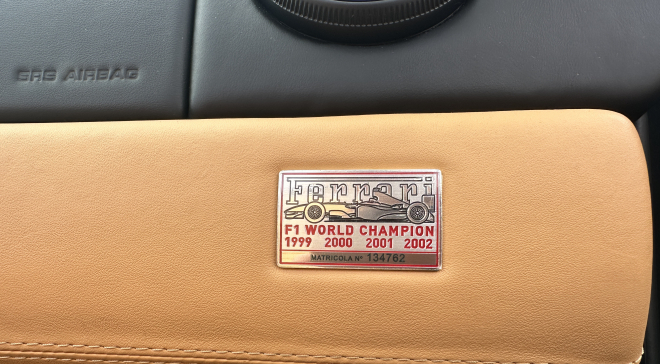 SRS AIRBAG
Ferrari
F1 WORLD CHAMPION
1999 2000 2001 2002
MATRICOLA N° 134762